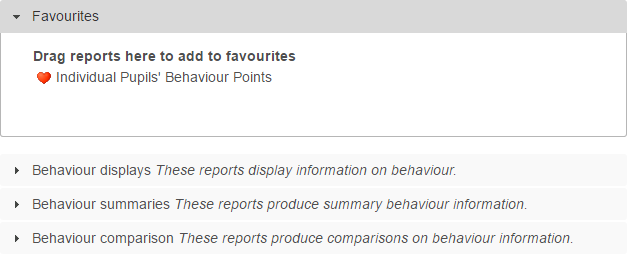 Favourites
Drag reports here to add to favourites
Individual Pupils' Behaviour Points
Behaviour displays These reports display information on behaviour.
Behaviour summaries These reports produce summary behaviour information.
Behaviour comparison These reports produce comparisons on behaviour information.